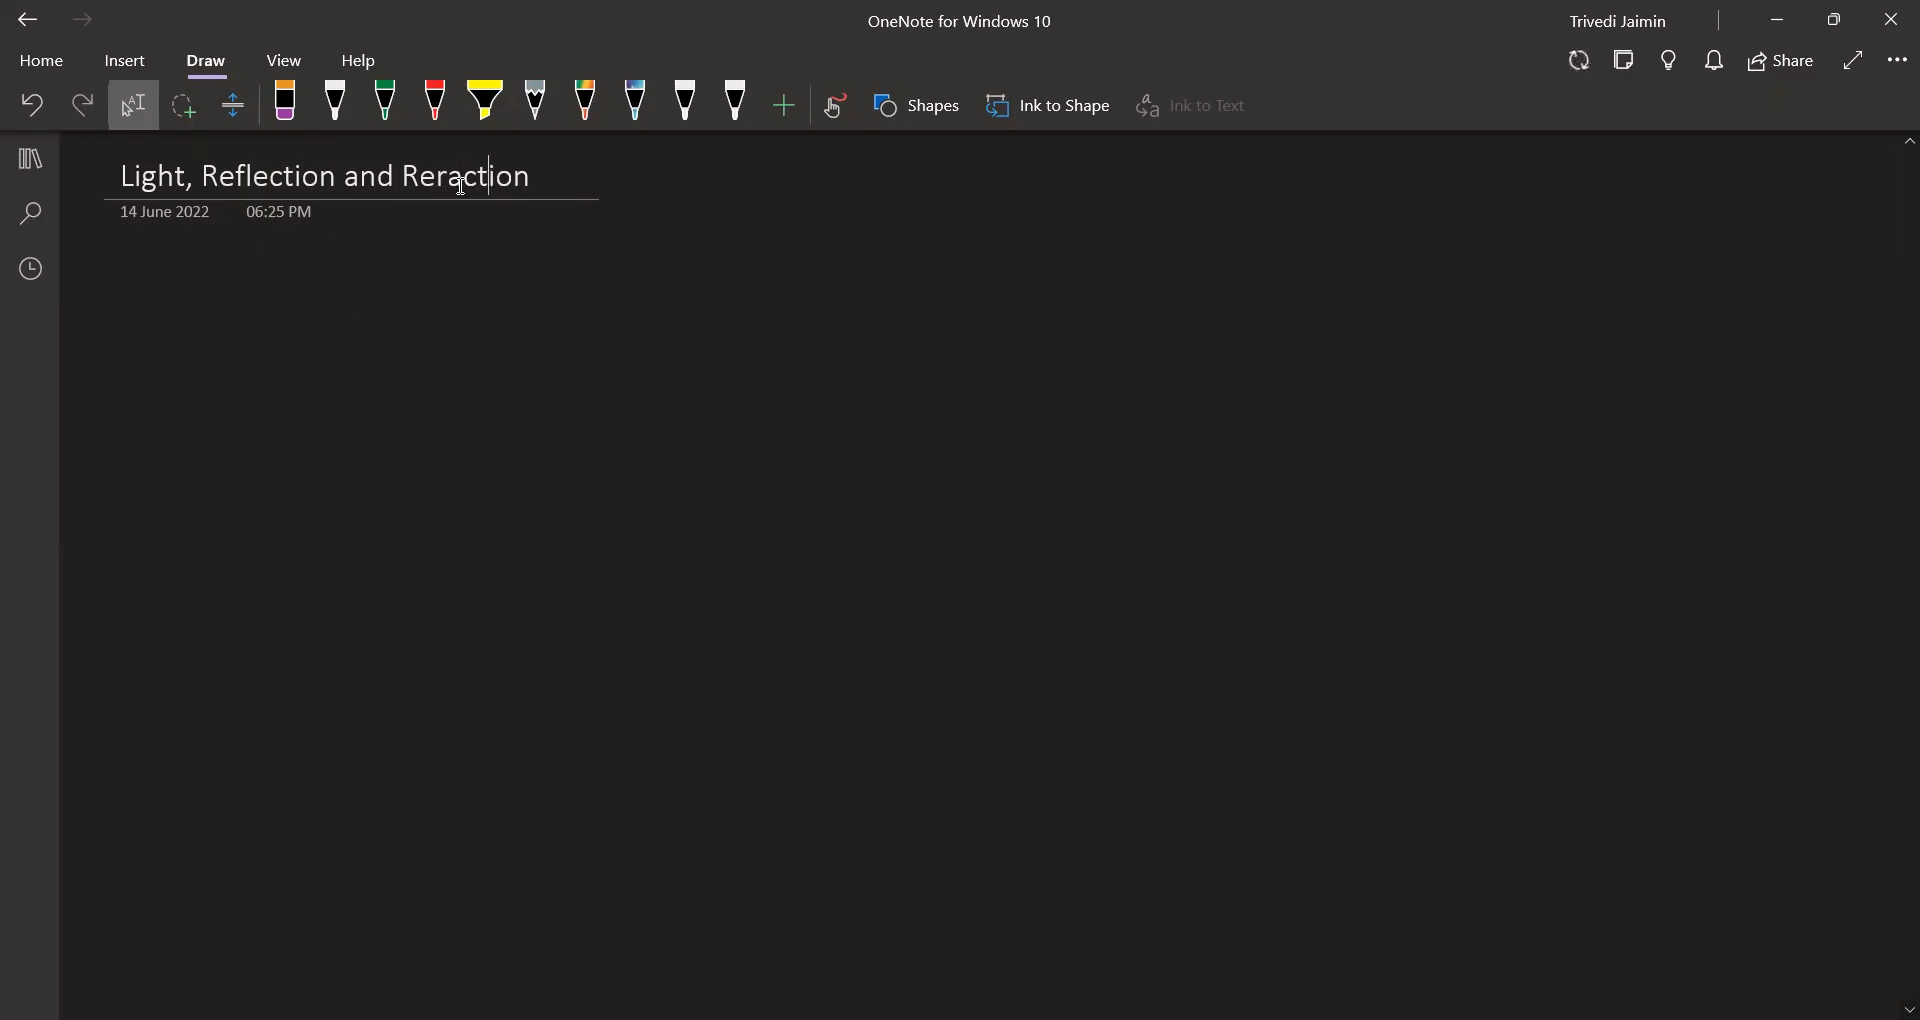 OneNote for Windows 10
Trivedi Jaimin
Home Insert Draw View Help
Share
Shapes Ink to Shape Ink to Text
Light, Reflection and Reraction
14 June 2022 06:25 PM